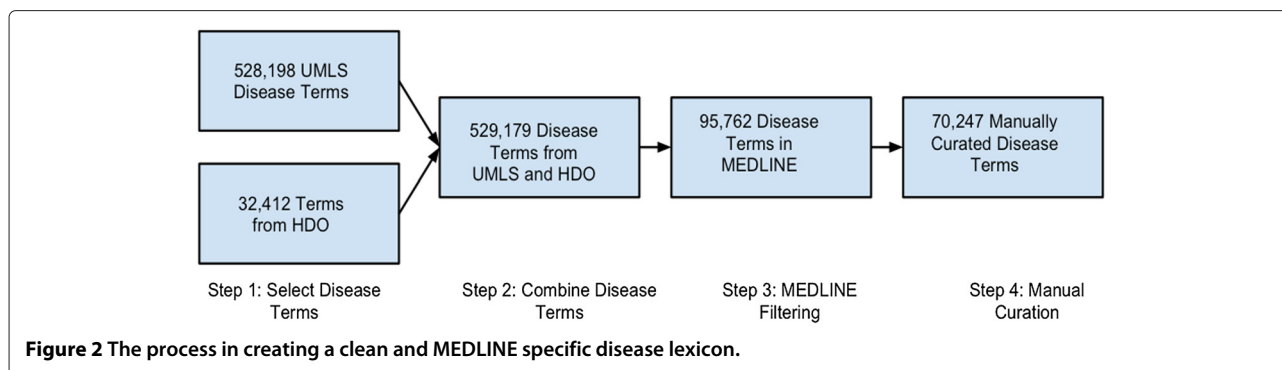 528,198 UMLS
Disease Terms
32,412 Terms
from HDO
529,179 Disease
Terms from
UMLS and HDO
95,762 Disease
Terms in
MEDLINE
70,247 Manually
Curated Disease
Terms
Step 1: Select Disease
Terms
Step 2: Combine Disease
Terms
Step 3: MEDLINE
Filtering
Step 4: Manual
Curation
Figure 2 The process in creating a clean and MEDLINE specific disease lexicon.